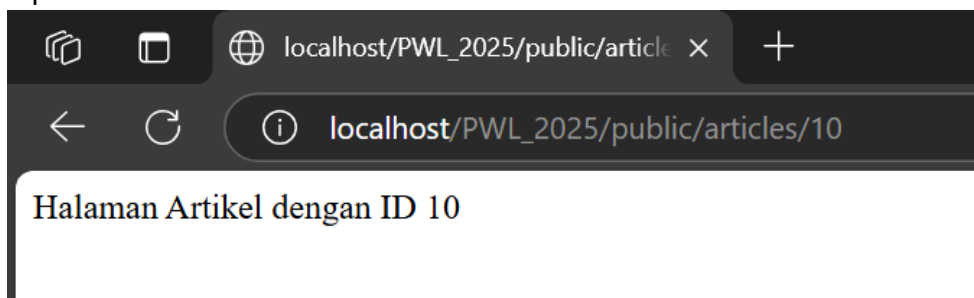 localhost/PWL_2025/public/article
localhost/PWL_2025/public/articles/10
Halaman Artikel dengan ID 10